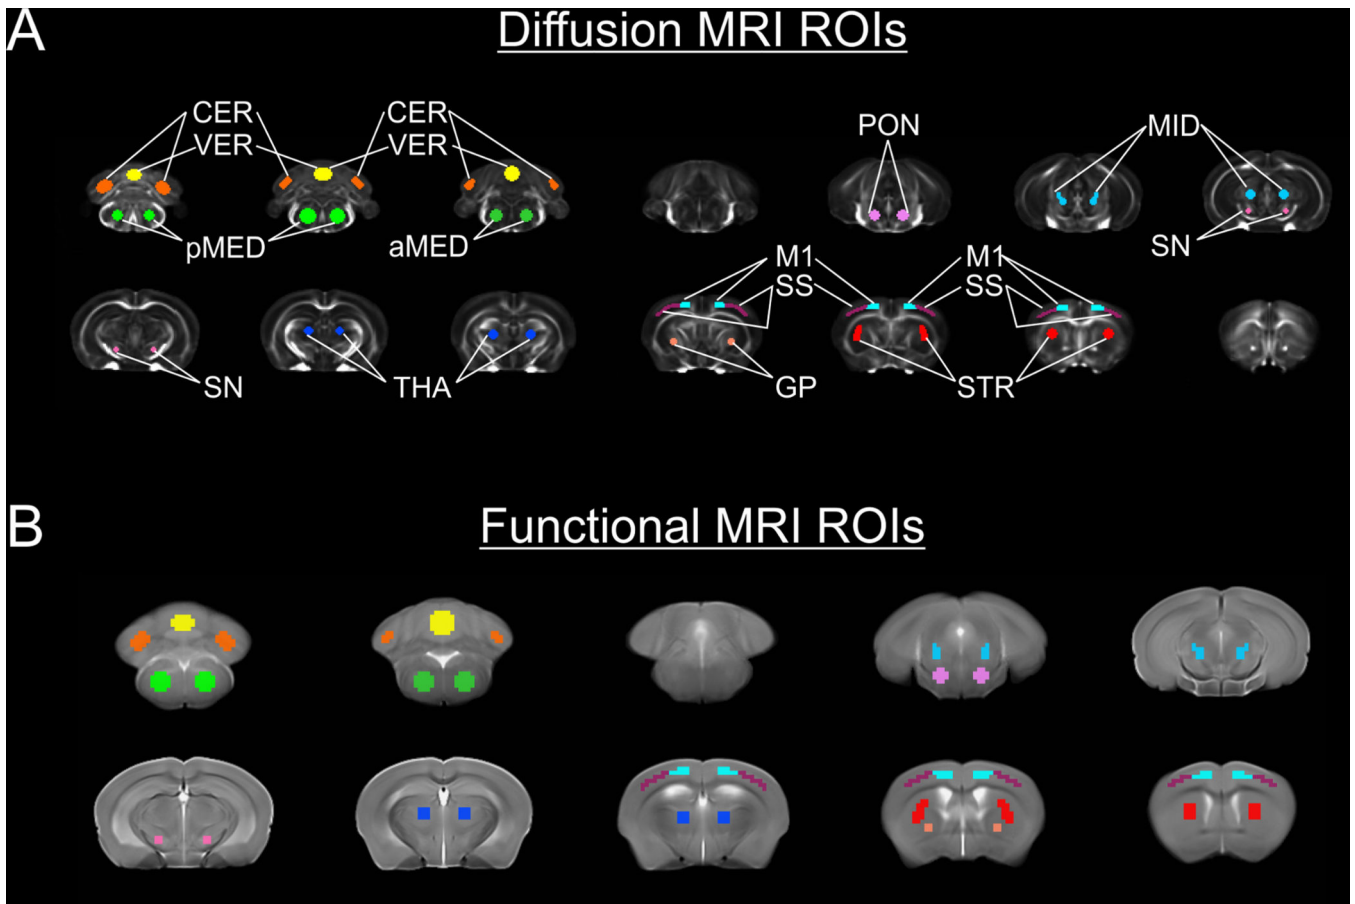 A
Diffusion MRI ROIs
CER
CER
VER
VER
PON
MID
pMED
aMED
SN
M1
M1
SS
SS
SN
THA
GP
STR
B
Functional MRI ROIs